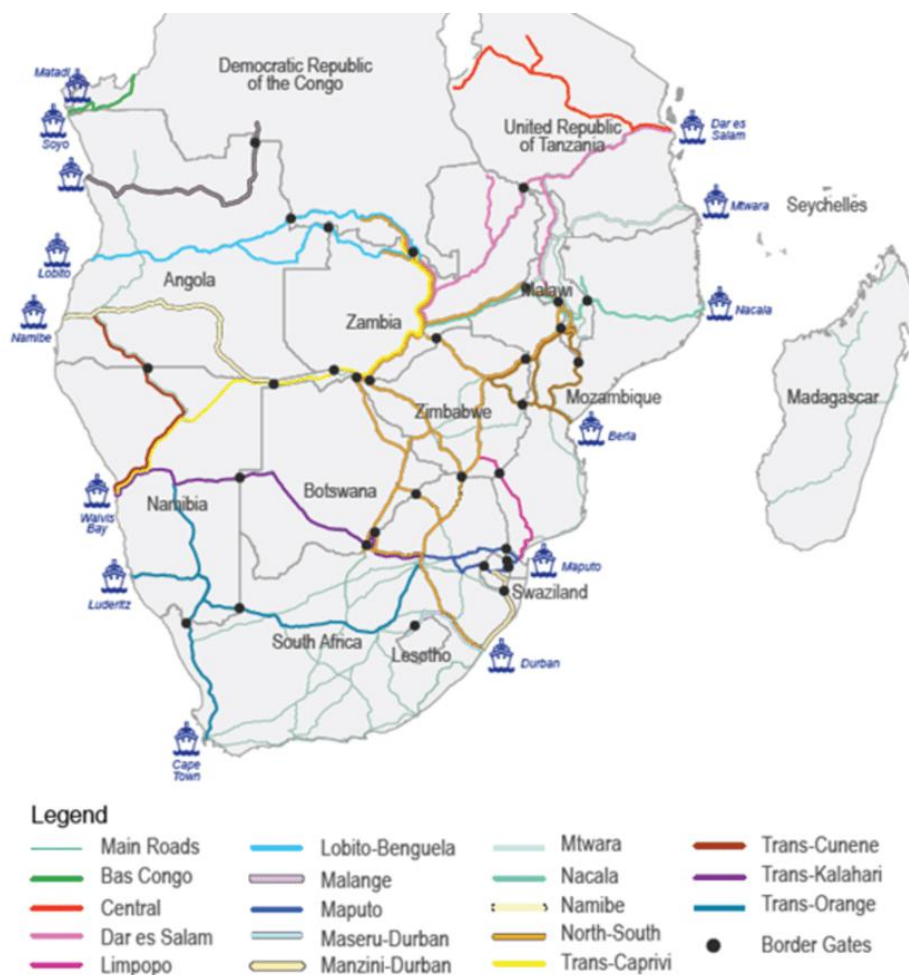 Democratic Republic
of the Congo
Matadi
Soyo
United Republic
of Tanzania
Dar es
Salam
Mtwara
Seychelles
Lobito
Angola
Namibe
Zambia
Malawi
Nacala
Madagascar
Mozambique
Zimbabwe
Beria
Walvis
Bay
Namibia
Botswana
Maputo
Swaziland
Luderitz
South Africa
Lesotho
Durban
Cape
Town
Legend
Main Roads
Bas Congo
Central
Dar es Salam
Limpopo
Lobito-Benguela
Malange
Maputo
Maseru-Durban
Manzini-Durban
Mtwara
Nacala
Namibe
North-South
Trans-Caprivi
Trans-Cunene
Trans-Kalahari
Trans-Orange
Border Gates